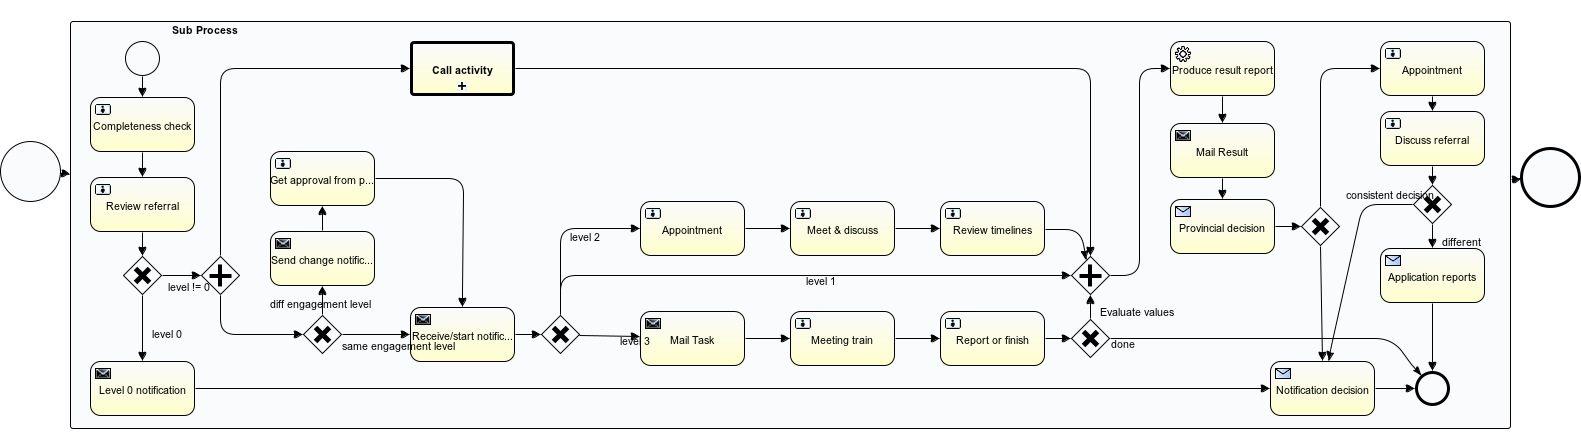 Sub Process
Call activity
Completeness check
Review referral
level != 0
level 0
Level 0 notification
Get approval from p...
Send change notific...
diff engagement level
same engagement level
Receive/start notific...
level 2
level 1
level 3
Appointment
Meet & discuss
Review timelines
Mail Task
Meeting train
Report or finish
Evaluate values
done
Produce result report
Mail Result
Provincial decision
Appointment
Discuss referral
consistent decision
different
Application reports
Notification decision